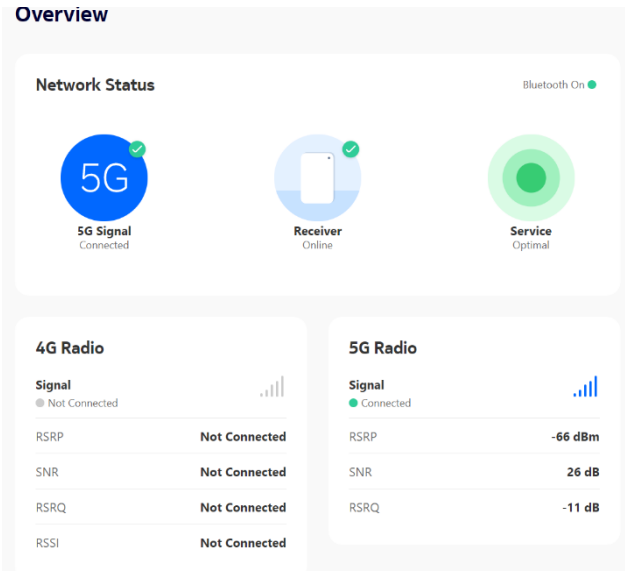 Overview
Network Status
Bluetooth On
5G
5G Signal
Connected
Receiver
Online
Service
Optimal
4G Radio
Signal
Not Connected
RSRP Not Connected
SNR Not Connected
RSRQ Not Connected
RSSI Not Connected
5G Radio
Signal
Connected
RSRP -66 dBm
SNR 26 dB
RSRQ -11 dB